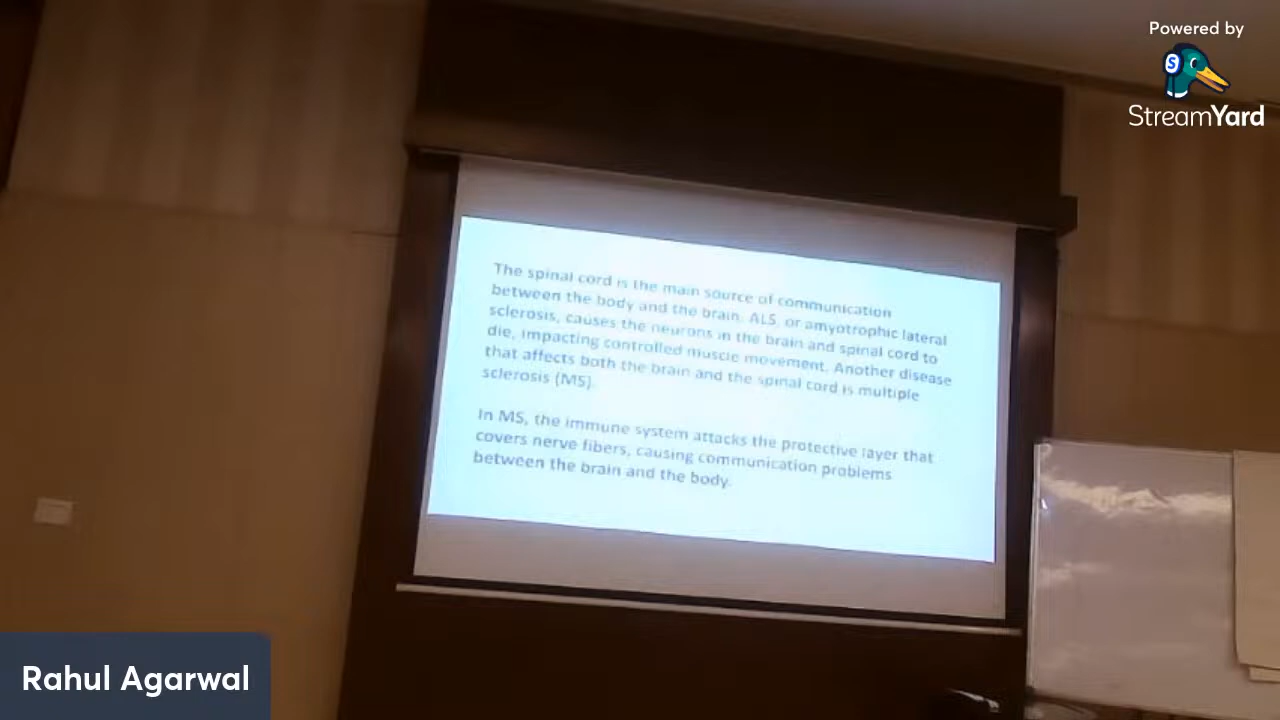 Powered by
StreamYard
The spinal cord is the main source of communication
between the body and the brain. ALS, or amyotrophic lateral
sclerosis, causes the neurons in the brain and spinal cord to
die, impacting controlled muscle movement. Another disease
that affects both the brain and the spinal cord is multiple
sclerosis (MS).
In MS, the immune system attacks the protective layer that
covers nerve fibers, causing communication problems
between the brain and the body.
Rahul Agarwal